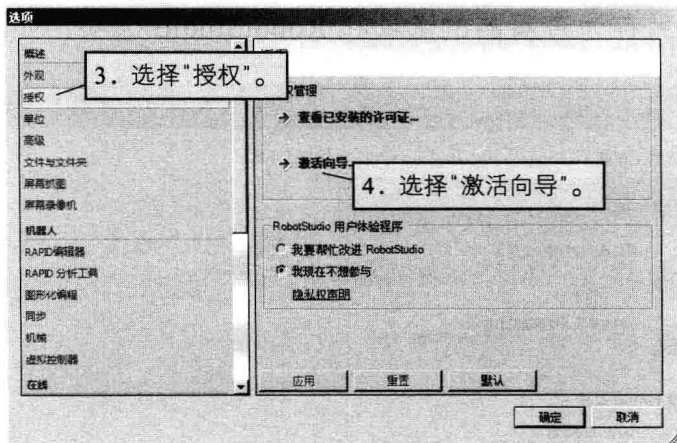 选项
概述
外观
授权
单位
高级
文件与文件夹
屏幕抓图
屏幕录像机
机器人
RAPID编辑器
RAPID 分析工具
图形化编程
同步
机械
虚拟控制器
在线
3. 选择“授权”。
权管理
查看已安装的许可证...
激活向导...
4. 选择“激活向导”。
RobotStudio 用户体验程序
我要帮忙改进 RobotStudio
我现在不想参与
隐私权声明
应用
重置
默认
确定
取消